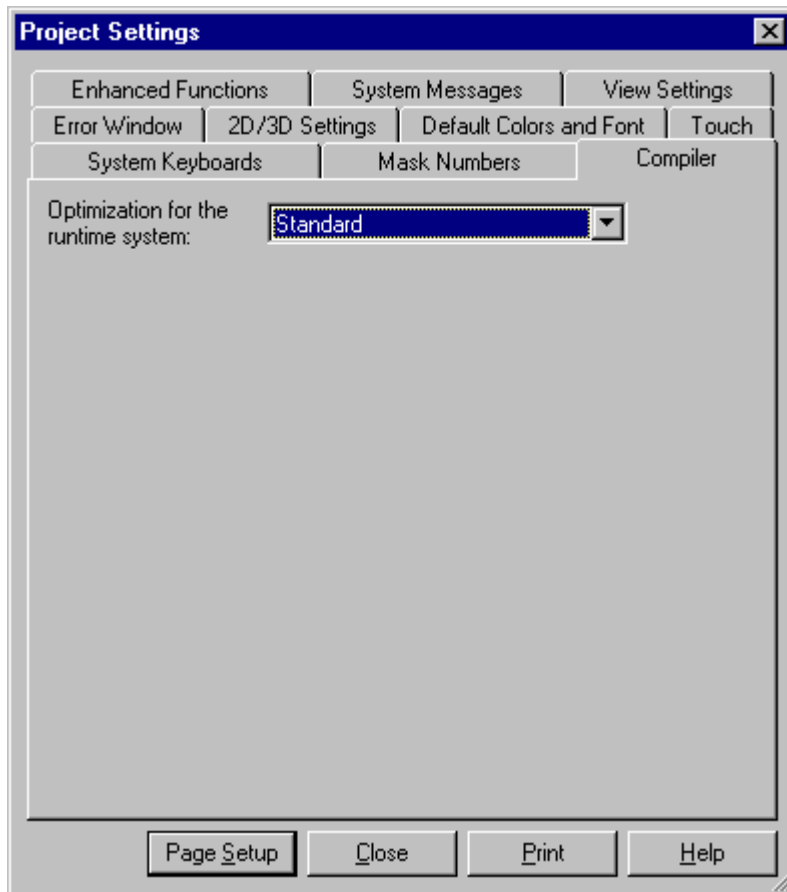 Project Settings
Enhanced Functions System Messages View Settings
Error Window 2D/3D Settings Default Colors and Font Touch
System Keyboards Mask Numbers Compiler
Optimization for the
runtime system:
Standard
Page Setup Close Print Help